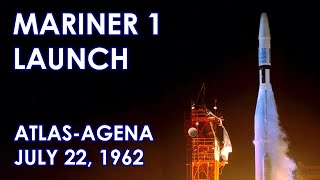 MARINER 1
LAUNCH
ATLAS-AGENA
JULY 22, 1962